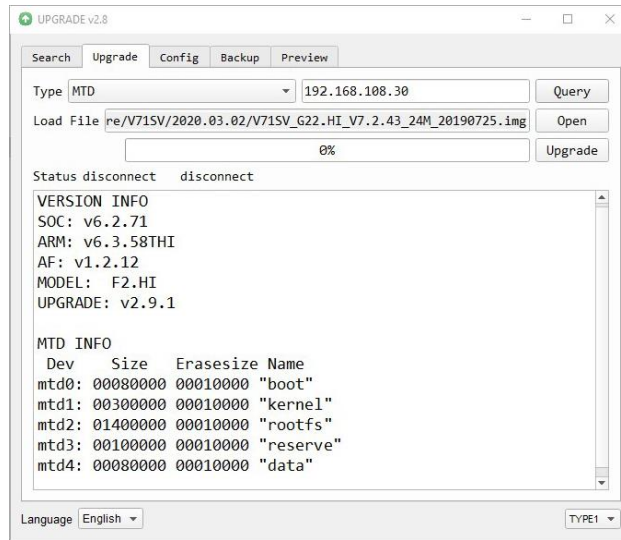 UPGRADE v2.8
Search Upgrade Config Backup Preview
Type MTD 192.168.108.30 Query
Load File re/V71SV/2020.03.02/V71SV_G22.HI_V7.2.43_24M_20190725.img Open
0% Upgrade
Status disconnect disconnect
VERSION INFO
SOC: v6.2.71
ARM: v6.3.58THI
AF: v1.2.12
MODEL: F2.HI
UPGRADE: v2.9.1
MTD INFO
Dev Size Erasesize Name
mtd0: 00080000 00010000 "boot"
mtd1: 00300000 00010000 "kernel"
mtd2: 01400000 00010000 "rootfs"
mtd3: 00100000 00010000 "reserve"
mtd4: 00080000 00010000 "data"
Language English TYPE1